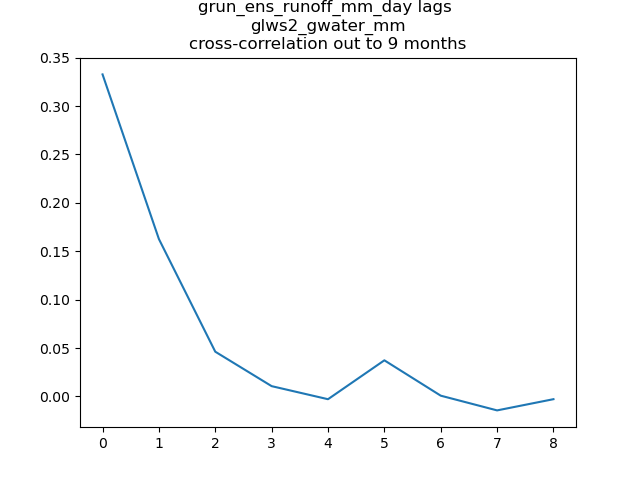 grun_ens_runoff_mm_day lags
glws2_gwater_mm
cross-correlation out to 9 months
0.35
0.30
0.25
0.20
0.15
0.10
0.05
0.00
0 1 2 3 4 5 6 7 8